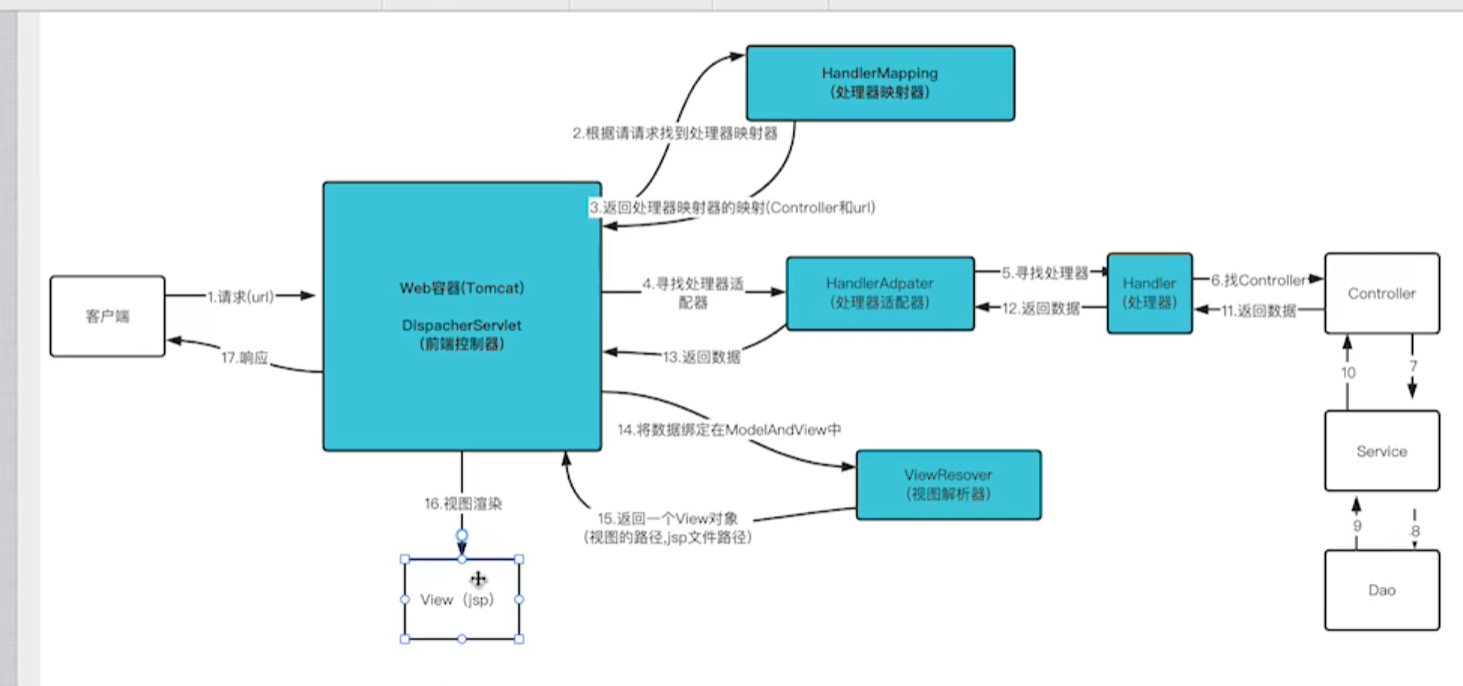 HandlerMapping
(处理器映射器)
2.根据请请求找到处理器映射器
3.返回处理器映射器的映射(Controller和url)
客户端
1.请求(url)
17.响应
Web容器(Tomcat)
DispacherServlet
(前端控制器)
4.寻找处理器适
配器
HandlerAdpater
(处理器适配器)
5.寻找处理器
12.返回数据
Handler
(处理器)
6.找Controller
11.返回数据
Controller
13.返回数据
10
7
14.将数据绑定在ModelAndView中
Service
ViewResover
(视图解析器)
16.视图渲染
15.返回一个View对象
(视图的路径,jsp文件路径)
9
8
View（jsp）
Dao